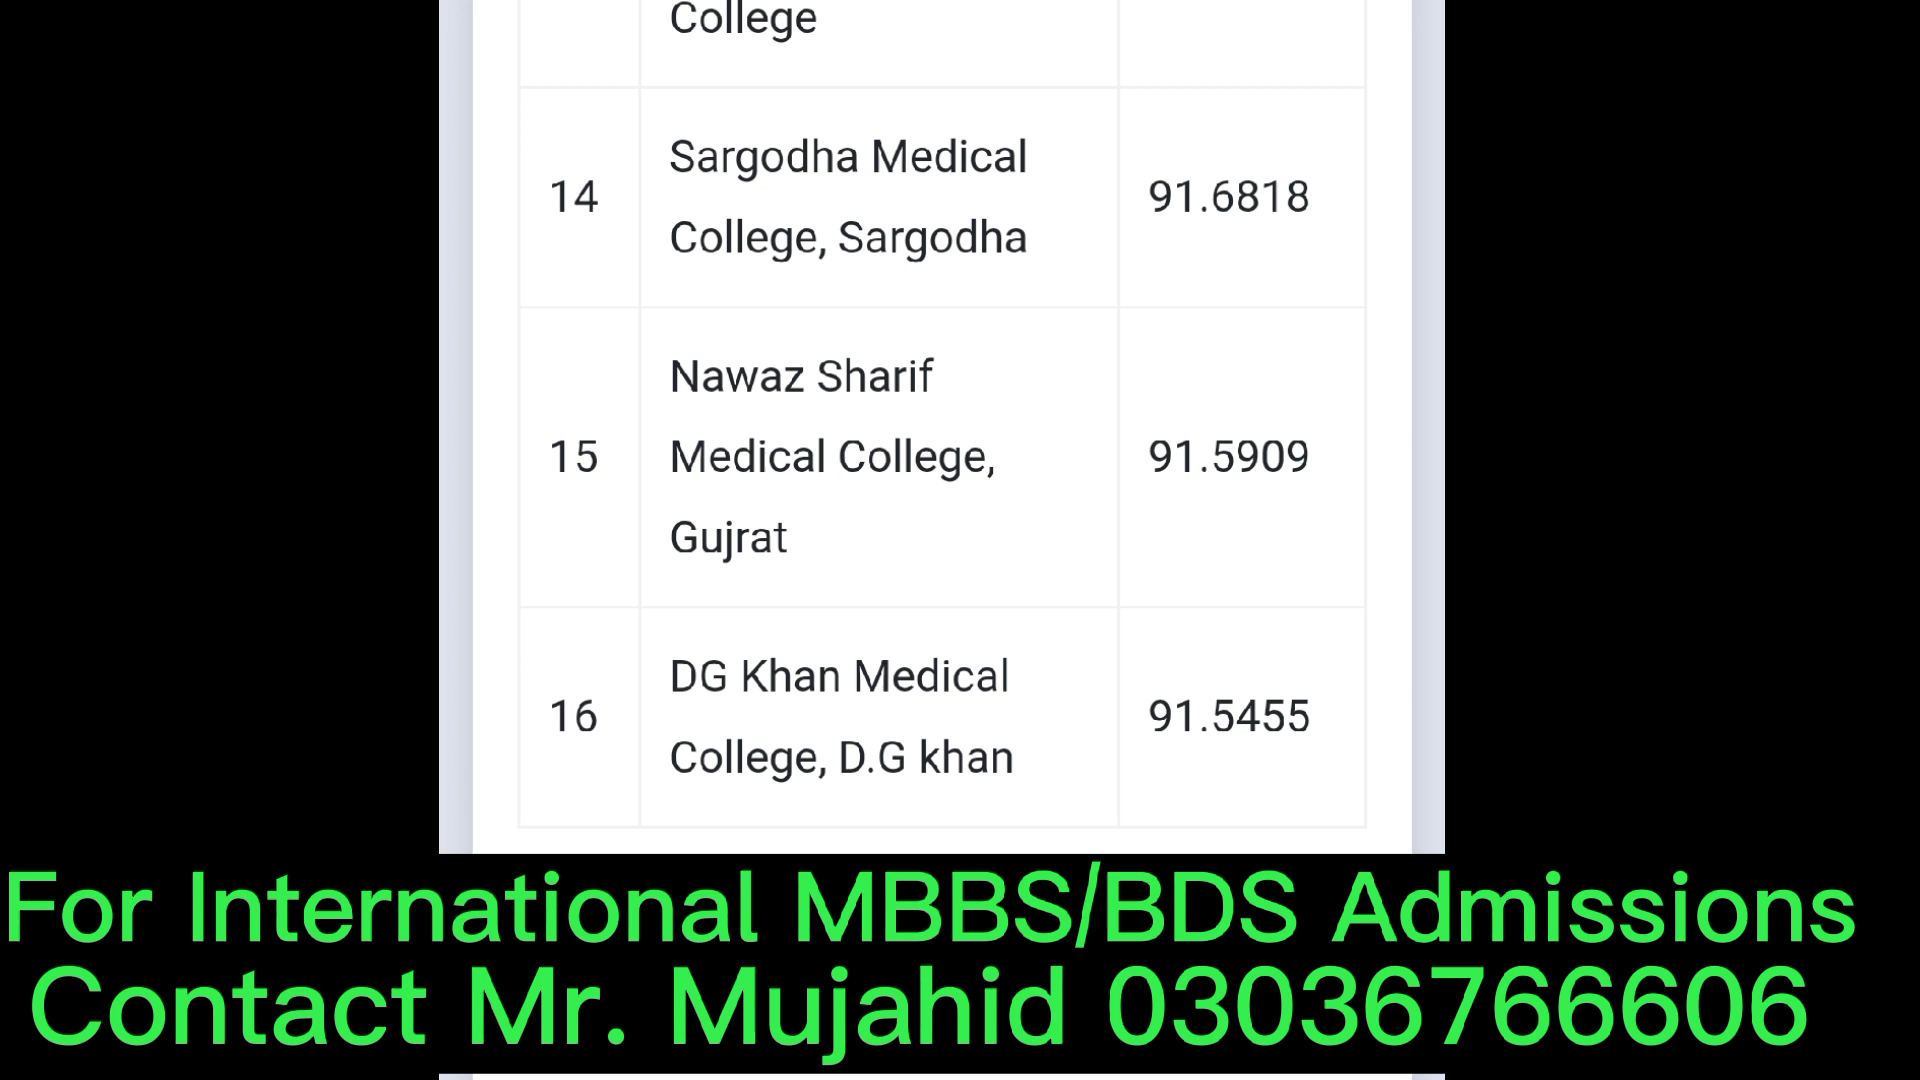 College
14
Sargodha Medical
College, Sargodha
91.6818
15
Nawaz Sharif
Medical College,
Gujrat
91.5909
16
DG Khan Medical
College, D.G khan
91.5455
For International MBBS/BDS Admissions
Contact Mr. Mujahid 03036766606